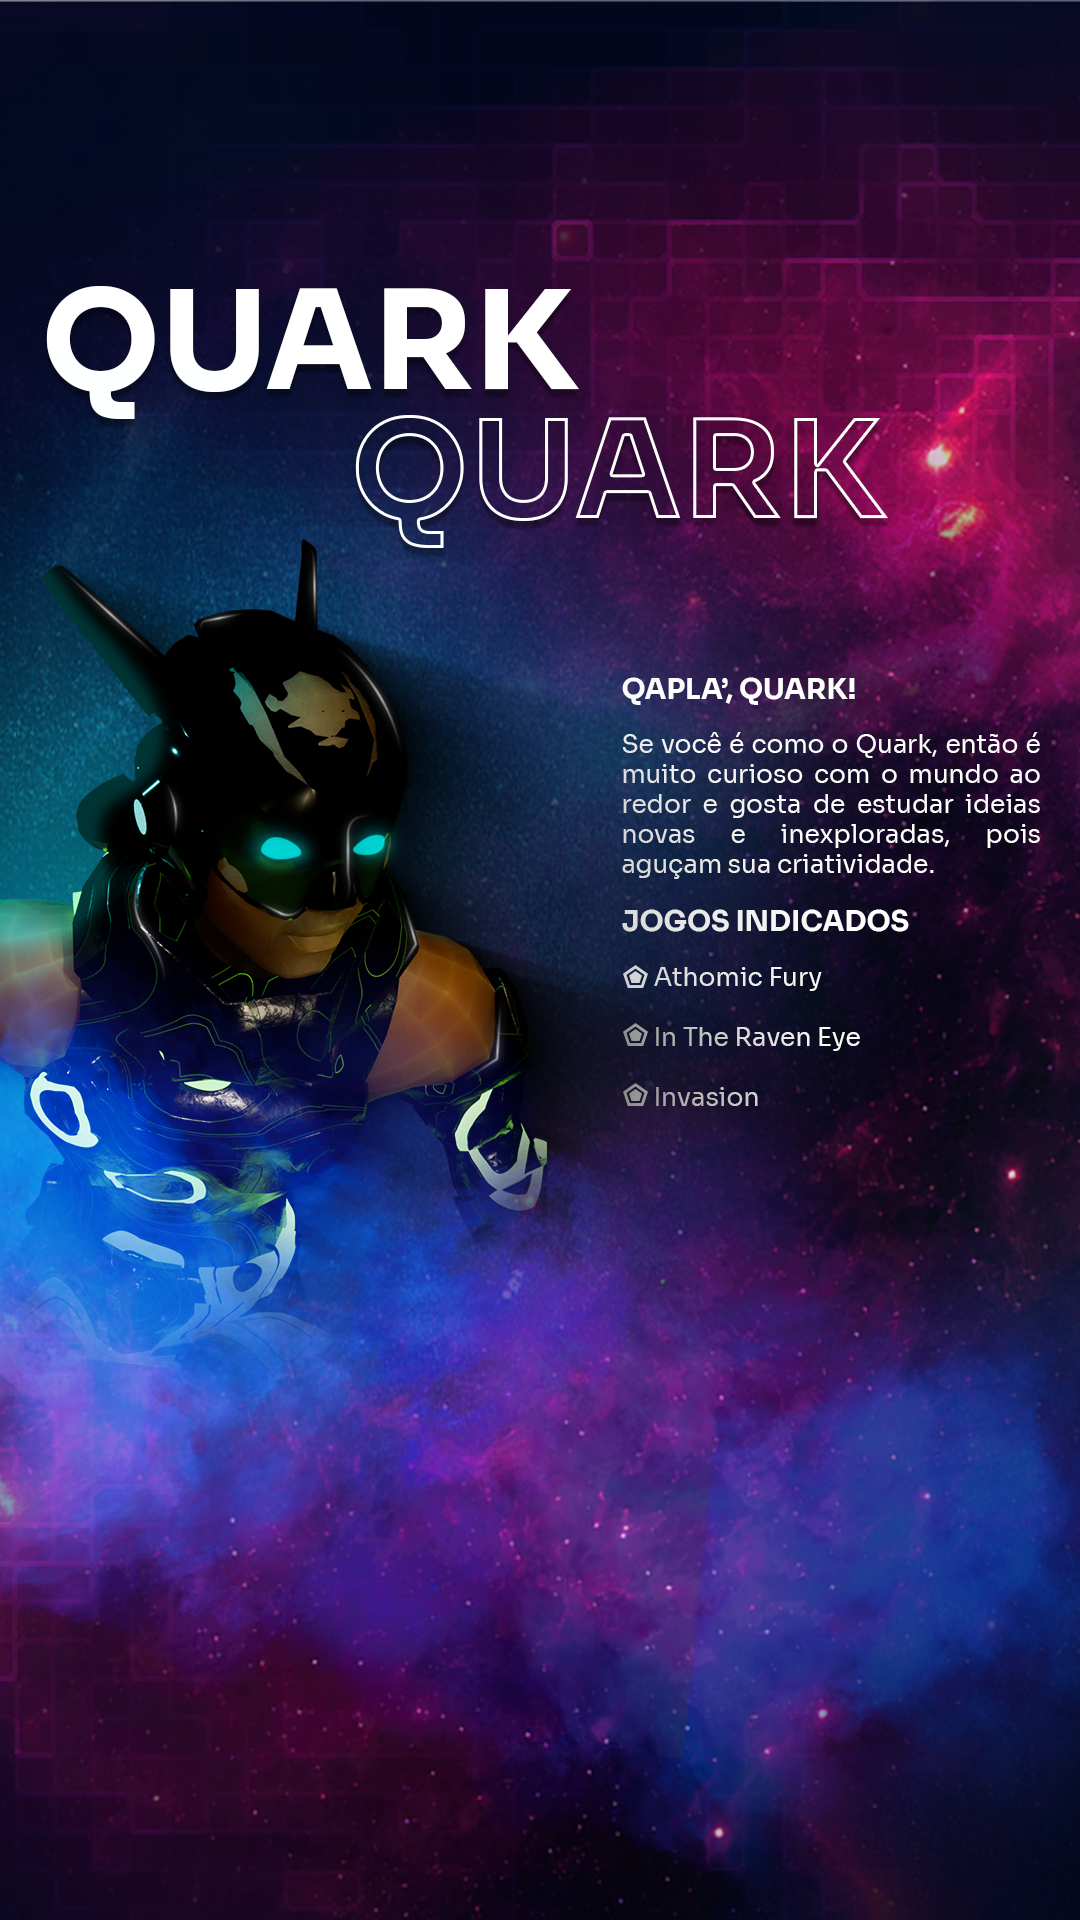 QUARK
QUARK
QAPLA’, QUARK!
Se você é como o Quark, então é
muito curioso com o mundo ao
redor e gosta de estudar ideias
novas e inexploradas, pois
aguçam sua criatividade.
JOGOS INDICADOS
Athomic Fury
In The Raven Eye
Invasion